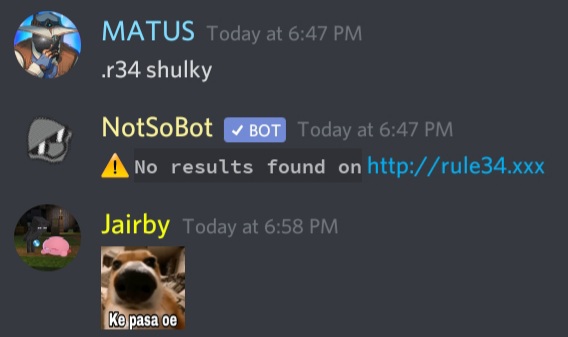 MATUS Today at 6:47 PM
.r34 shulky
NotSoBot ✓ BOT Today at 6:47 PM
No results found on http://rule34.xxx
Jairby Today at 6:58 PM
Ke pasa oe